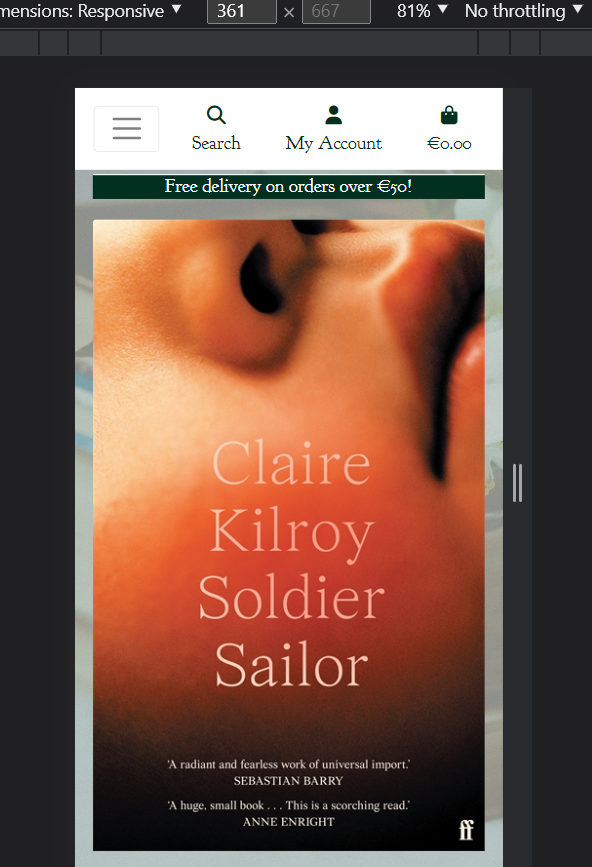 mensions: Responsive ▼ 361 × 667 81% ▼ No throttling ▼
Search My Account €0.00
Free delivery on orders over €50!
Claire
Kilroy
Soldier
Sailor
'A radiant and fearless work of universal import.'
SEBASTIAN BARRY
'A huge, small book . . . This is a scorching read.'
ANNE ENRIGHT
ff